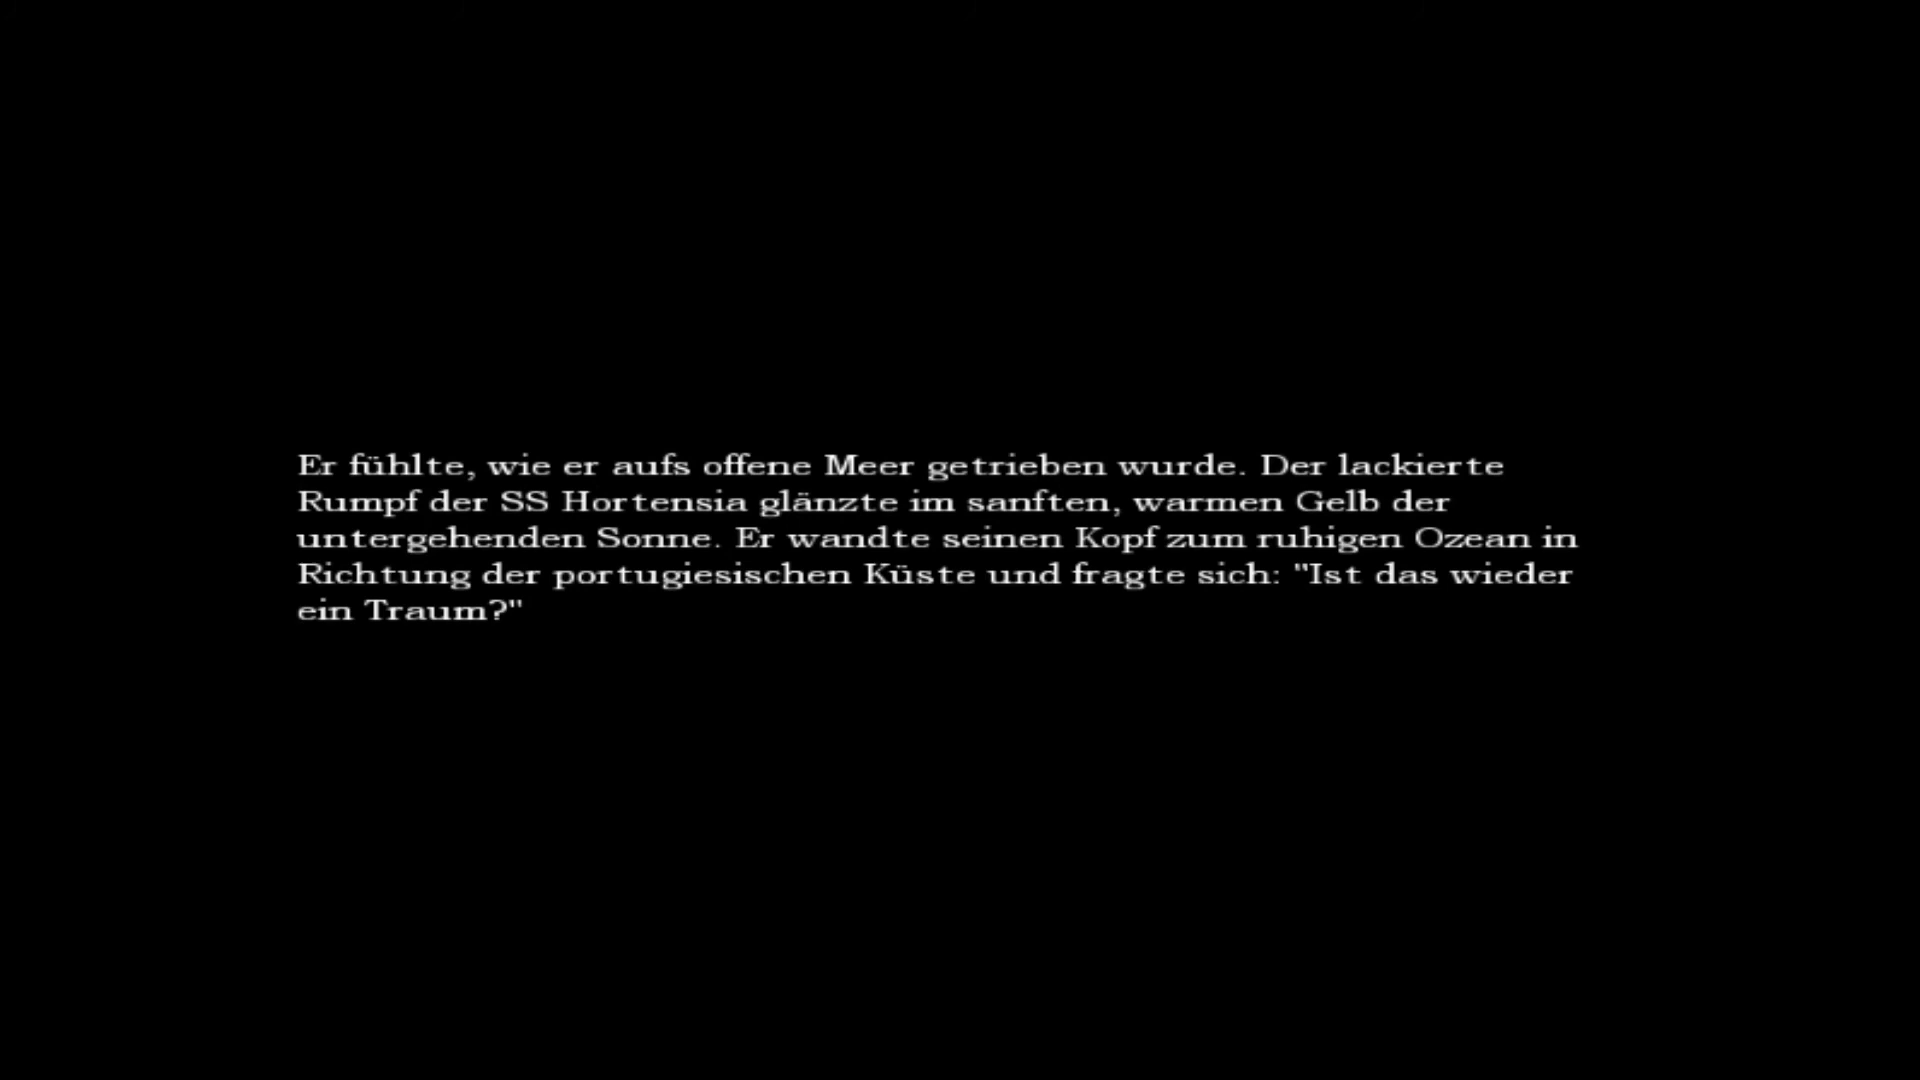 Er fühlte, wie er aufs offene Meer getrieben wurde. Der lackierte
Rumpf der SS Hortensia glänzte im sanften, warmen Gelb der
untergehenden Sonne. Er wandte seinen Kopf zum ruhigen Ozean in
Richtung der portugiesischen Küste und fragte sich: "Ist das wieder
ein Traum?"